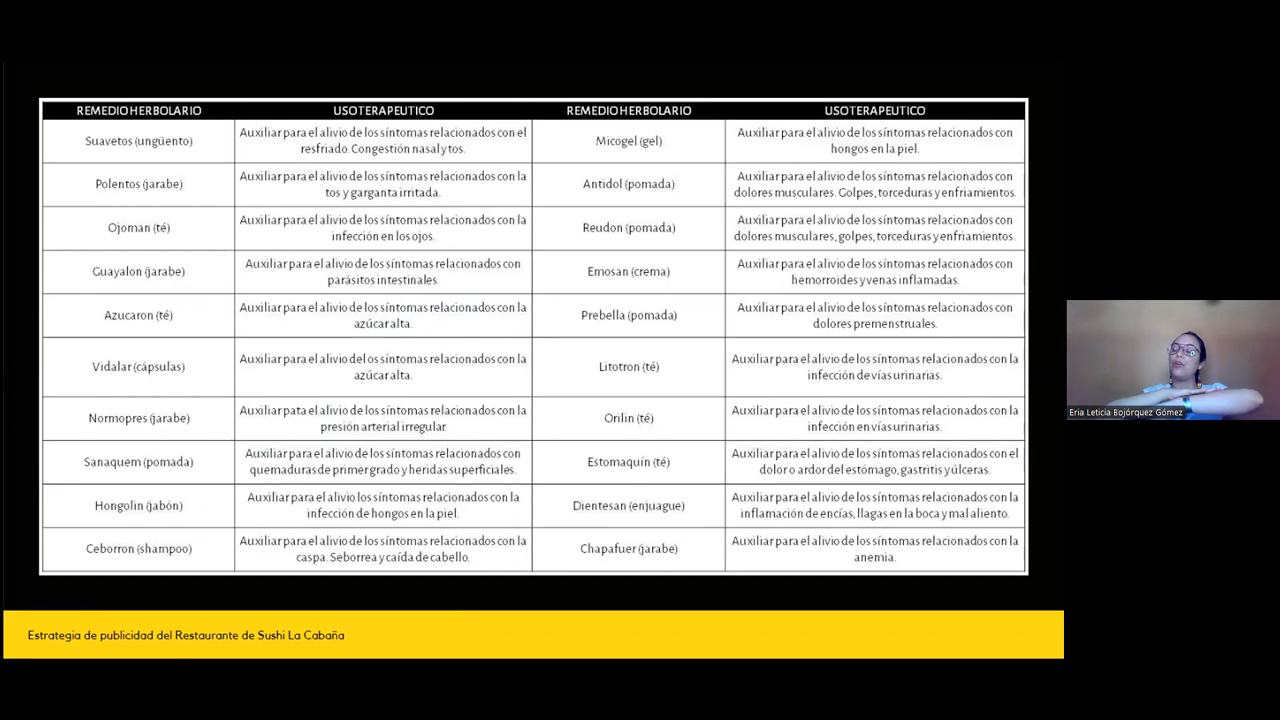 REMEDIO HERBOLARIO USO TERAPEUTICO REMEDIO HERBOLARIO USO TERAPEUTICO
Suavetos (ungüento)
Auxiliar para el alivio de los síntomas relacionados con el
resfriado. Congestión nasal y tos.
Micogel (gel)
Auxiliar para el alivio de los síntomas relacionados con
hongos en la piel.
Polentos (jarabe)
Auxiliar para el alivio de los síntomas relacionados con la
tos y garganta irritada.
Antidol (pomada)
Auxiliar para el alivio de los síntomas relacionados con
dolores musculares. Golpes, torceduras y enfriamientos.
Ojoman (té)
Auxiliar para el alivio de los síntomas relacionados con la
infección en los ojos.
Reudon (pomada)
Auxiliar para el alivio de los síntomas relacionados con
dolores musculares, golpes, torceduras y enfriamientos.
Guayalon (jarabe)
Auxiliar para el alivio de los síntomas relacionados con
parásitos intestinales.
Emosan (crema)
Auxiliar para el alivio de los síntomas relacionados con
hemorroides y venas inflamadas.
Azucaron (té)
Auxiliar para el alivio de los síntomas relacionados con la
azúcar alta.
Prebella (pomada)
Auxiliar para el alivio de los síntomas relacionados con
dolores premenstruales.
Vidalar (cápsulas)
Auxiliar para el alivio del os síntomas relacionados con la
azúcar alta.
Litotron (té)
Auxiliar para el alivio de los síntomas relacionados con la
infección de vías urinarias.
Normopres (jarabe)
Auxiliar pata el alivio de los síntomas relacionados con la
presión arterial irregular.
Orilin (té)
Auxiliar para el alivio de los síntomas relacionados con la
infección en vías urinarias.
Sanaquem (pomada)
Auxiliar para el alivio de los síntomas relacionados con
quemaduras de primer grado y heridas superficiales.
Estomaquín (té)
Auxiliar para el alivio de los síntomas relacionados con el
dolor o ardor del estómago, gastritis y úlceras.
Hongolin (jabón)
Auxiliar para el alivio los síntomas relacionados con la
infección de hongos en la piel.
Dientesan (enjuague)
Auxiliar para el alivio de los síntomas relacionados con la
inflamación de encías, llagas en la boca y mal aliento.
Ceborron (shampoo)
Auxiliar para el alivio de los síntomas relacionados con la
caspa. Seborrea y caída de cabello.
Chapafuer (jarabe)
Auxiliar para el alivio de los síntomas relacionados con la
anemia.
Estrategia de publicidad del Restaurante de Sushi La Cabaña
Eria Leticia Bojórquez Gómez